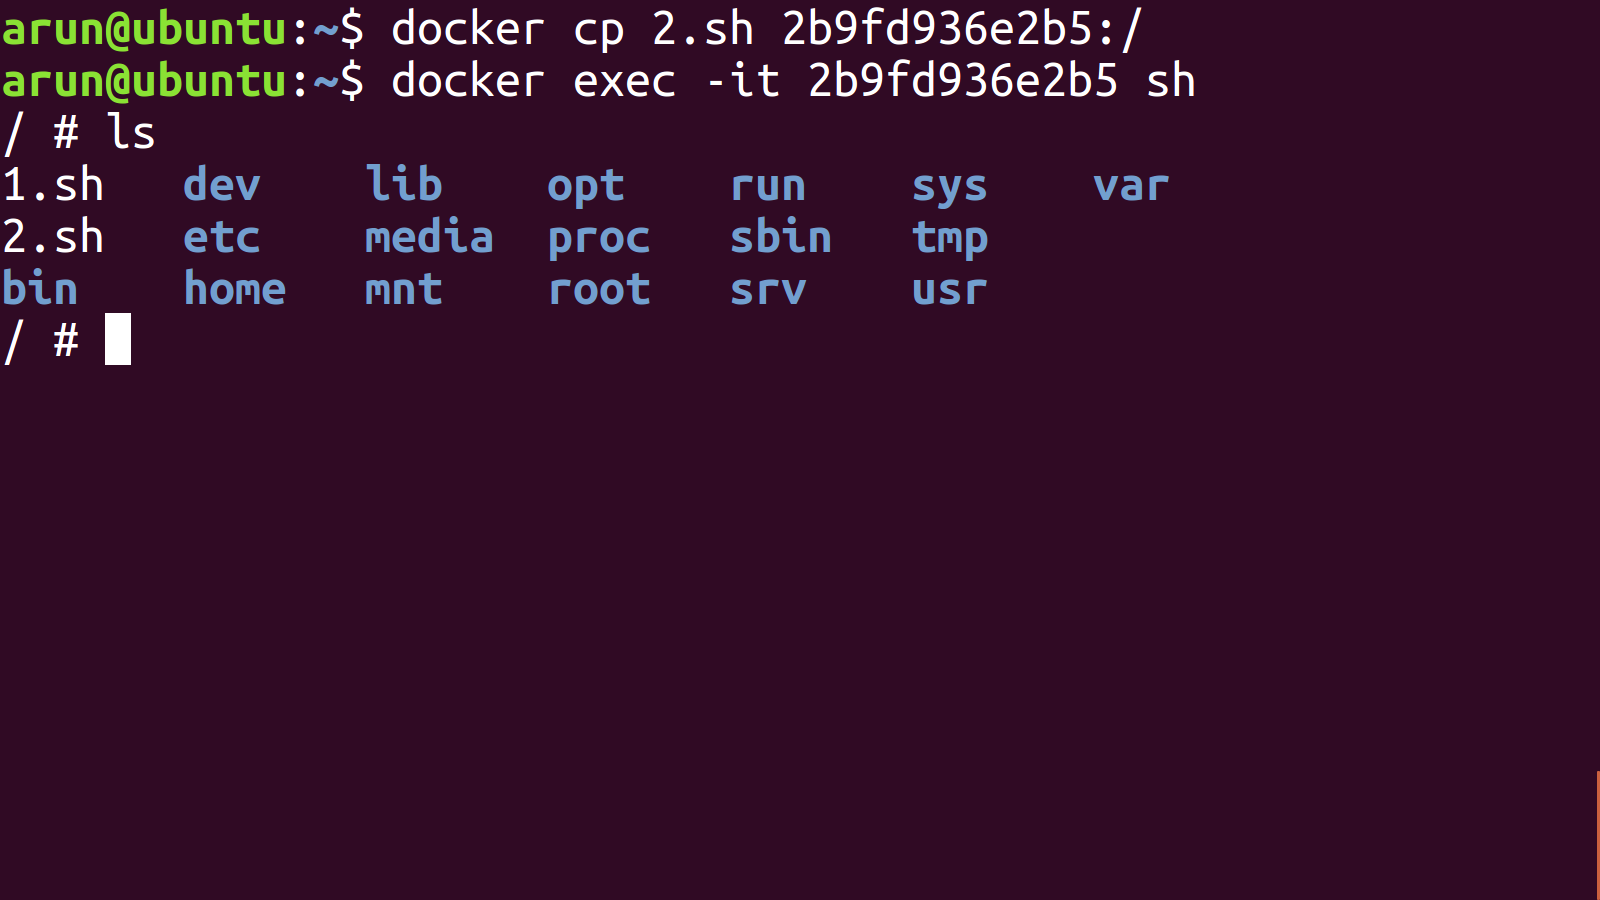 arun@ubuntu:~$ docker cp 2.sh 2b9fd936e2b5:/
arun@ubuntu:~$ docker exec -it 2b9fd936e2b5 sh
/ # ls
1.sh   dev    lib    opt    run    sys    var
2.sh   etc    media  proc   sbin   tmp
bin    home   mnt    root   srv    usr
/ #